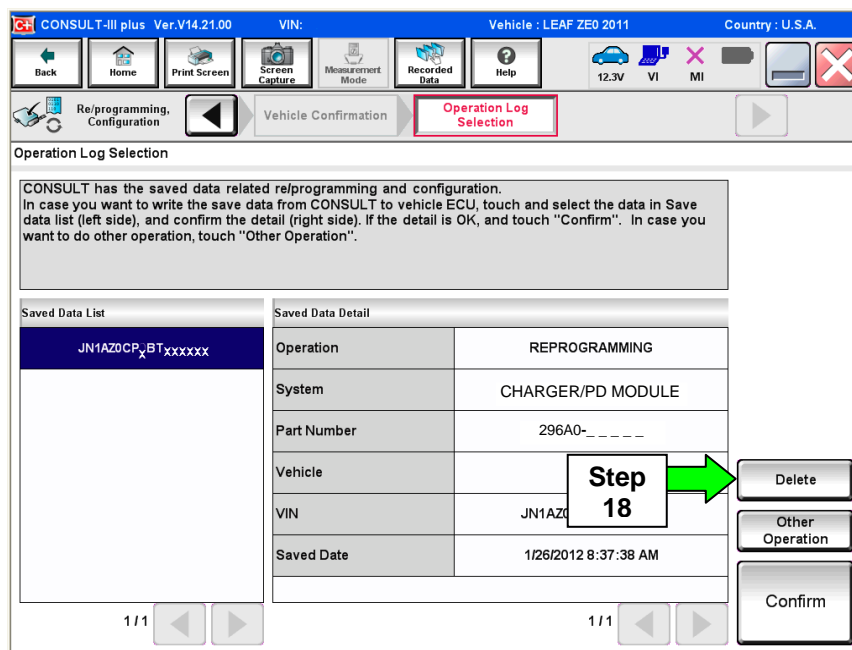 C+ CONSULT-III plus Ver.V14.21.00 VIN: Vehicle : LEAF ZE0 2011 Country : U.S.A.
Back Home Print Screen Screen Capture Measurement Mode Recorded Data Help 12.3V VI MI
Re/programming, Configuration Vehicle Confirmation Operation Log Selection
Operation Log Selection
CONSULT has the saved data related re/programming and configuration.
In case you want to write the save data from CONSULT to vehicle ECU, touch and select the data in Save
data list (left side), and confirm the detail (right side). If the detail is OK, and touch "Confirm". In case you
want to do other operation, touch "Other Operation".
Saved Data List Saved Data Detail
JN1AZ0CPxBTxxxxxx
Operation REPROGRAMMING
System CHARGER/PD MODULE
Part Number 296A0-_ _ _ _ _
Vehicle
VIN JN1AZ0
Saved Date 1/26/2012 8:37:38 AM
Step
18
Delete
Other
Operation
Confirm
1/1 1/1